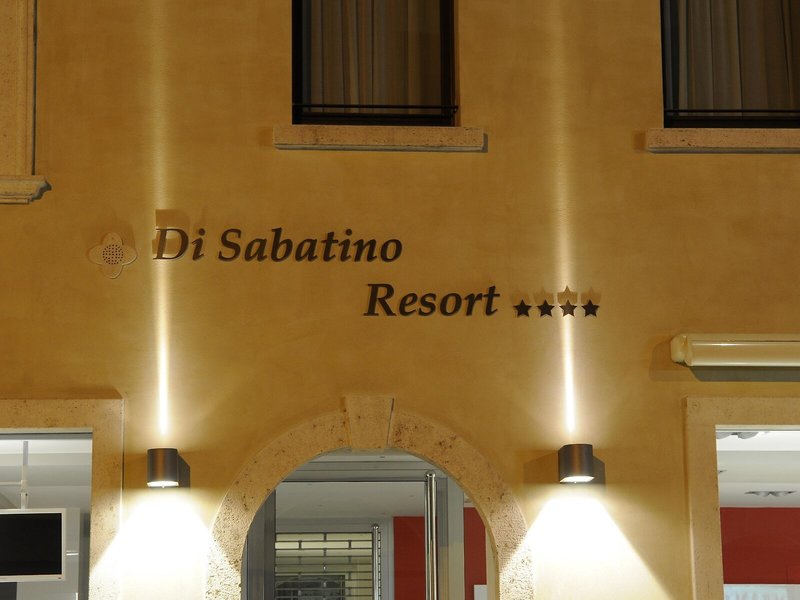 Di Sabatino
Resort ★★★★